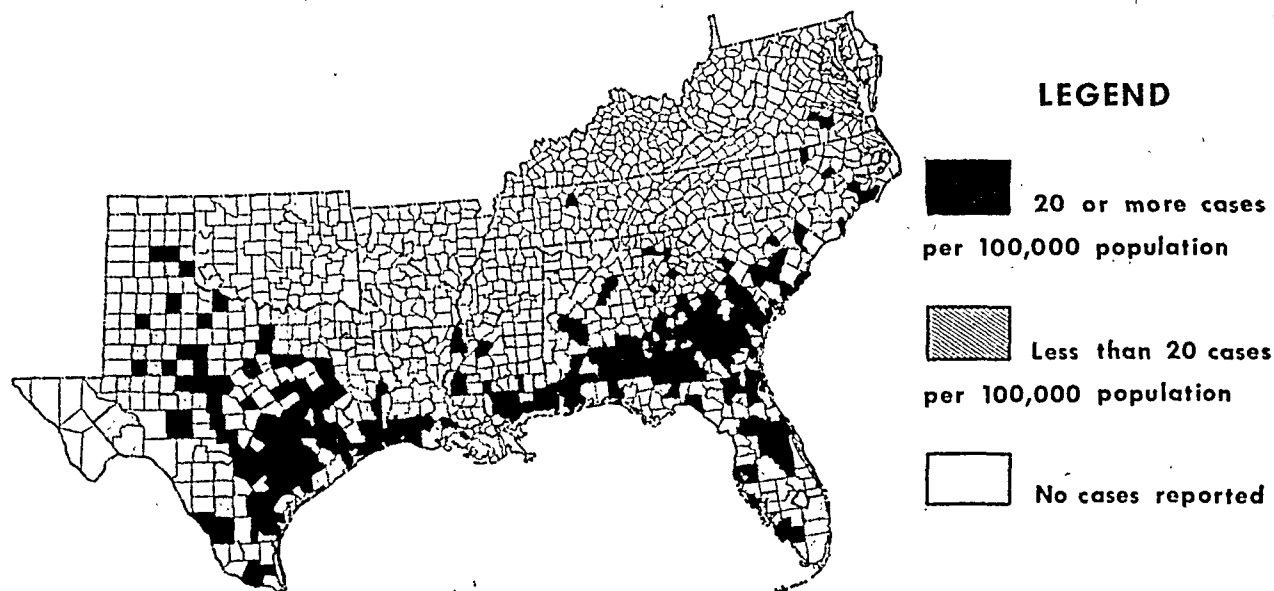 LEGEND
20 or more cases
per 100,000 population
Less than 20 cases
per 100,000 population
No cases reported